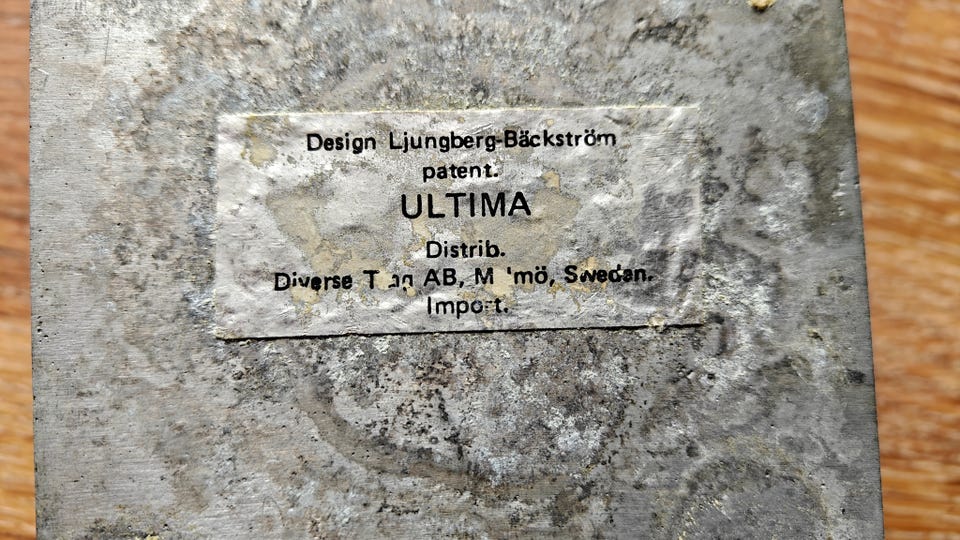 Design Ljungberg-Bäckström
patent.
ULTIMA
Distrib.
Diverse AB, Sweden.
Import.